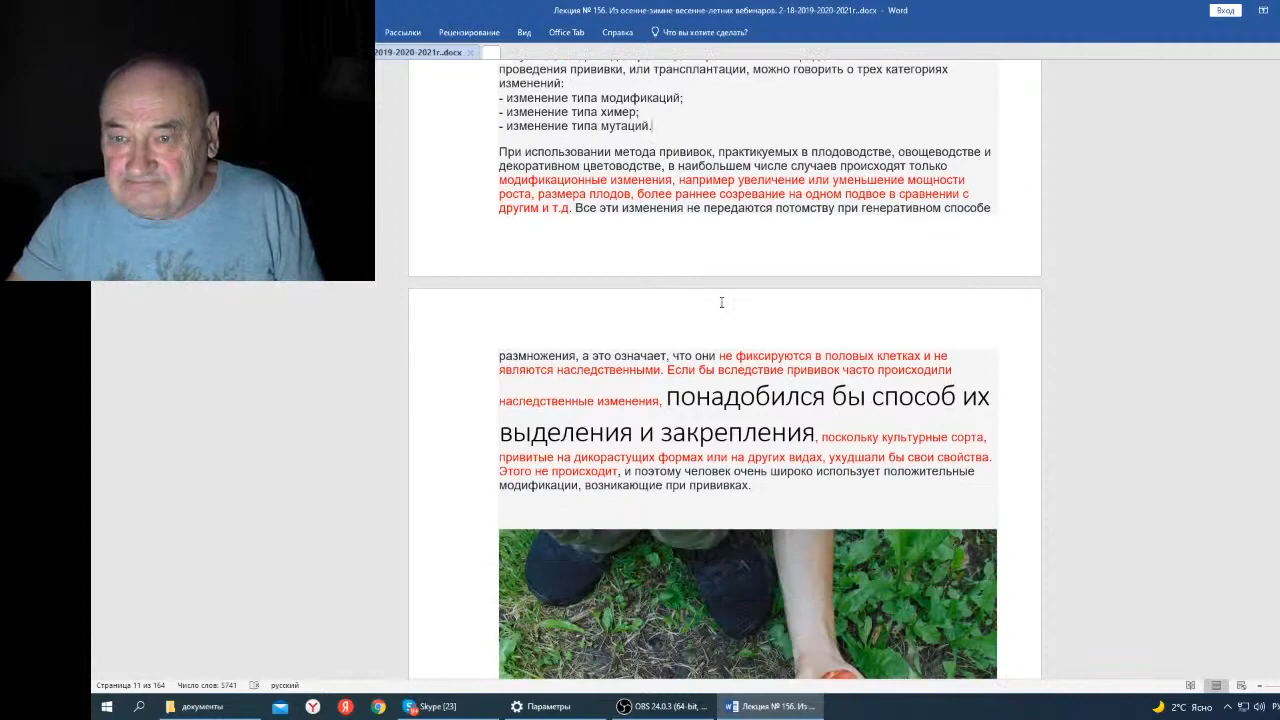 Лекция № 156. Из осенне-зимне-весенне-летних вебинаров. 2-18-2019-2020-2021г..docx - Word
Вход
Рассылки Рецензирование Вид Office Tab Справка Что вы хотите сделать?
2019-2020-2021г..docx
проведения прививки, или трансплантации, можно говорить о трех категориях
изменений:
- изменение типа модификаций;
- изменение типа химер;
- изменение типа мутаций.
При использовании метода прививок, практикуемых в плодоводстве, овощеводстве и
декоративном цветоводстве, в наибольшем числе случаев происходят только
модификационные изменения, например увеличение или уменьшение мощности
роста, размера плодов, более раннее созревание на одном подвое в сравнении с
другим и т.д. Все эти изменения не передаются потомству при генеративном способе
размножения, а это означает, что они не фиксируются в половых клетках и не
являются наследственными. Если бы вследствие прививок часто происходили
наследственные изменения, понадобился бы способ их
выделения и закрепления, поскольку культурные сорта,
привитые на дикорастущих формах или на других видах, ухудшали бы свои свойства.
Этого не происходит, и поэтому человек очень широко использует положительные
модификации, возникающие при прививках.
Страница 11 из 164 Число слов: 5741 русский
документы Skype [23] Параметры OBS 24.0.3 (64-bit, ... Лекция № 156. Из ... 2°C Ясно